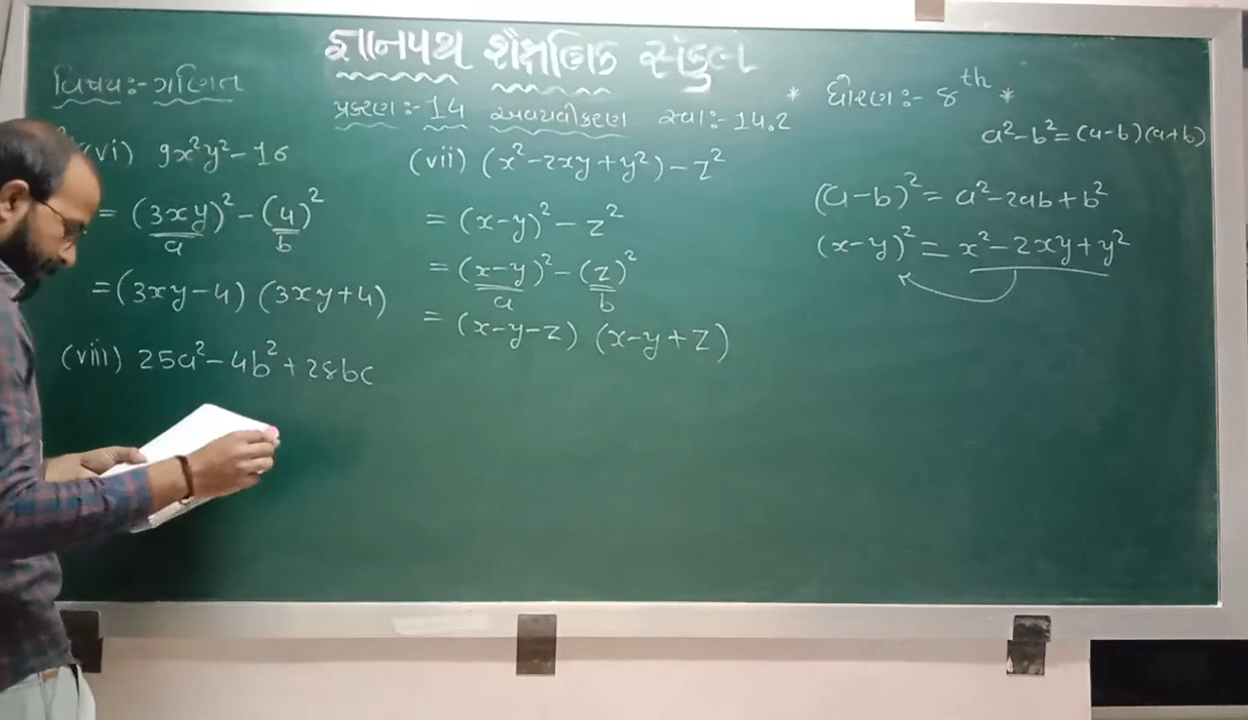 જ્ઞાનપથ શૈક્ષણિક સંકુલ
વિષય:- ગણિત
પ્રકરણ:- 14 અવયવીકરણ સ્વા:- 14.2
* ધોરણ:- 8th *
a²-b²=(a-b)(a+b)
(vi) 9x²y²-16
= (3xy)²-(4)²
a b
=(3xy-4) (3xy+4)
(viii) 25a²-4b²+28bc
(vii) (x²-2xy+y²)-z²
= (x-y)²-z²
= (x-y)²-(z)²
a b
= (x-y-z) (x-y+z)
(a-b)²= a²-2ab+b²
(x-y)²= x²-2xy+y²